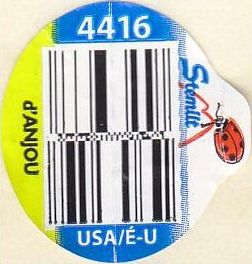 4416
Stemilt
d'ANJOU
USA/É-U